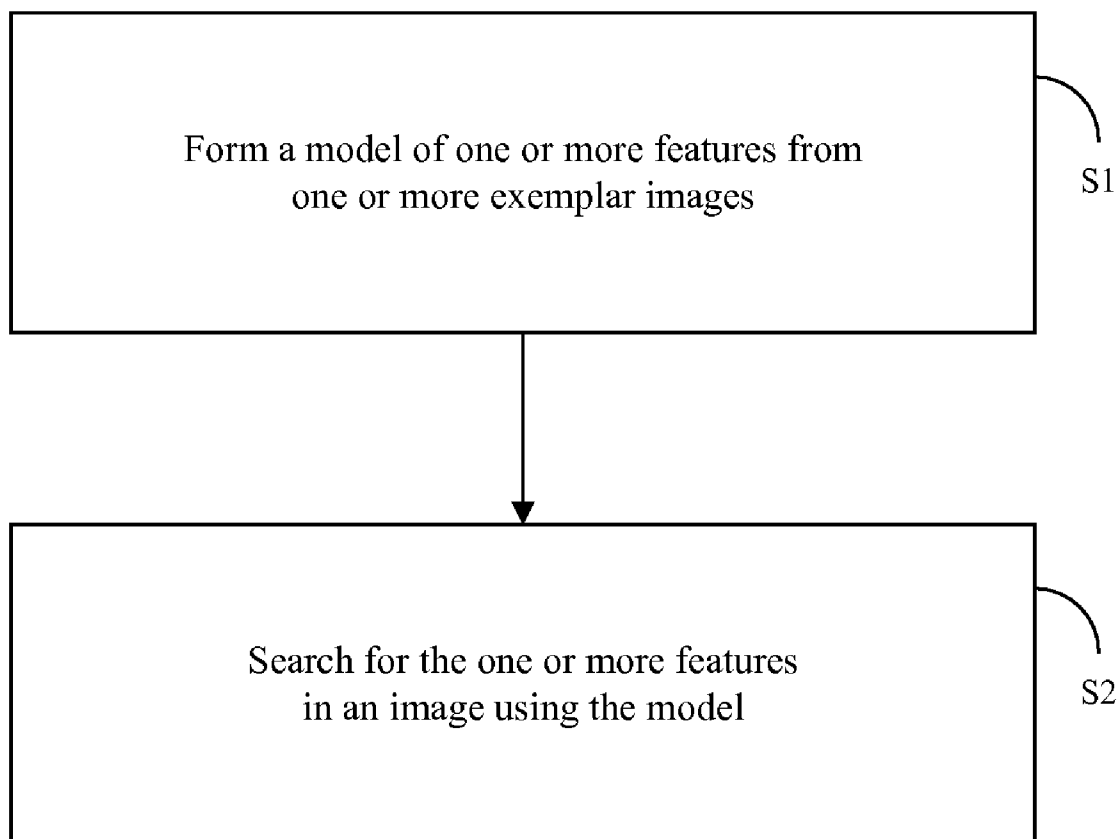 Form a model of one or more features from
one or more exemplar images
S1
Search for the one or more features
in an image using the model
S2